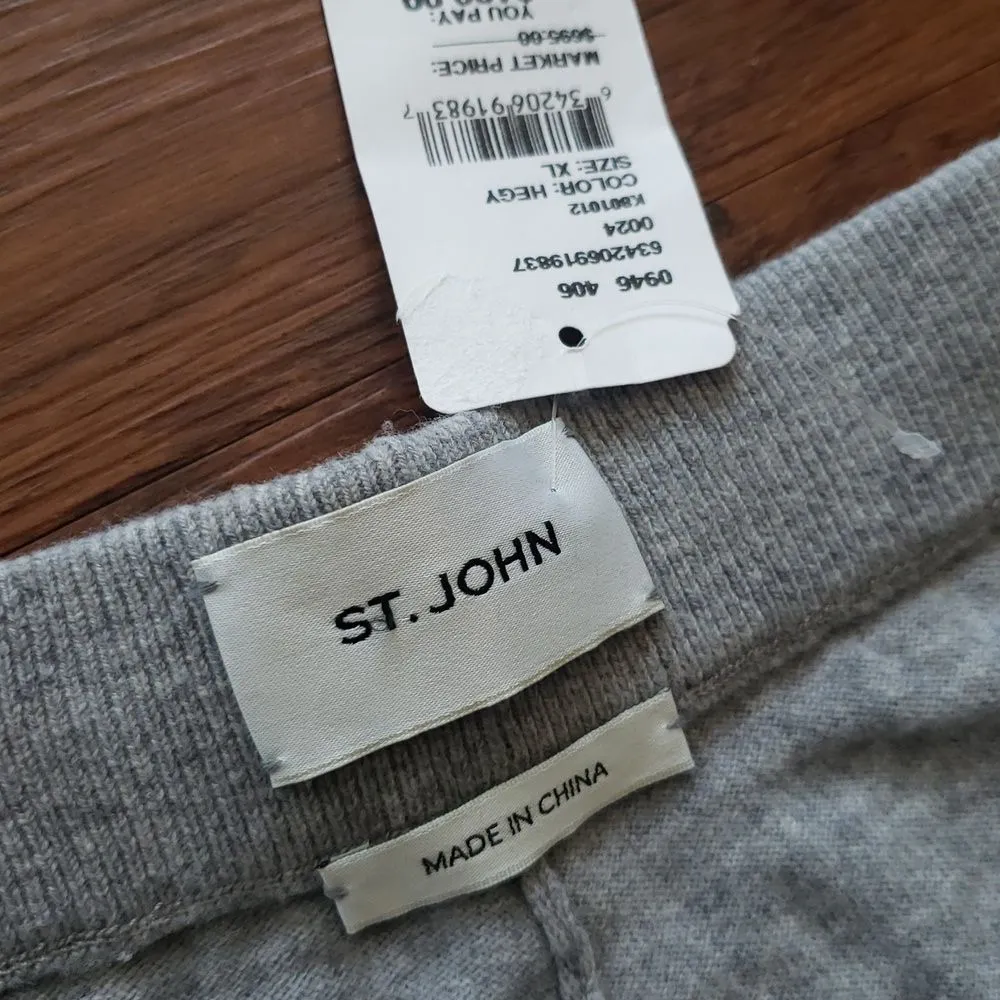 0946 406
634206919837
0024
COLOR: HEGY
SIZE: XL
6 34206 91983 7
MARKET PRICE:
$695.00
YOU PAY:
ST. JOHN
MADE IN CHINA